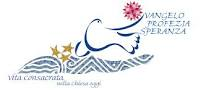 VANGELO
PROFEZIA
SPERANZA
vita consacrata
nella chiesa oggi